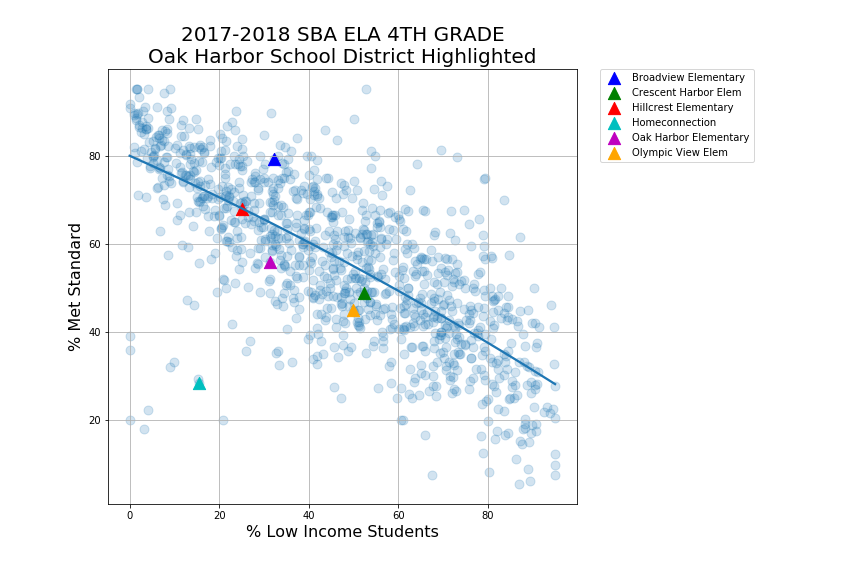 2017-2018 SBA ELA 4TH GRADE
Oak Harbor School District Highlighted
Broadview Elementary
Crescent Harbor Elem
Hillcrest Elementary
Homeconnection
Oak Harbor Elementary
Olympic View Elem
% Met Standard
80
60
40
20
0 20 40 60 80
% Low Income Students